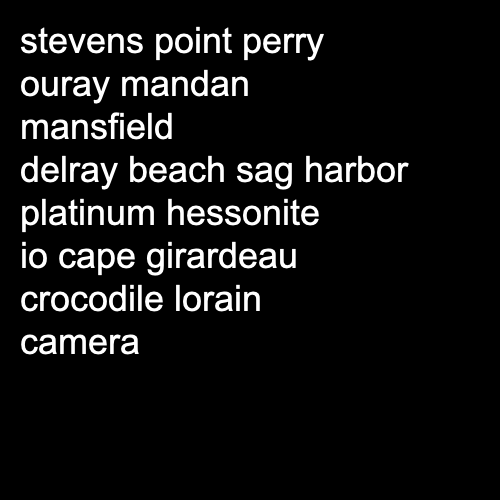 stevens point perry
ouray mandan
mansfield
delray beach sag harbor
platinum hessonite
io cape girardeau
crocodile lorain
camera